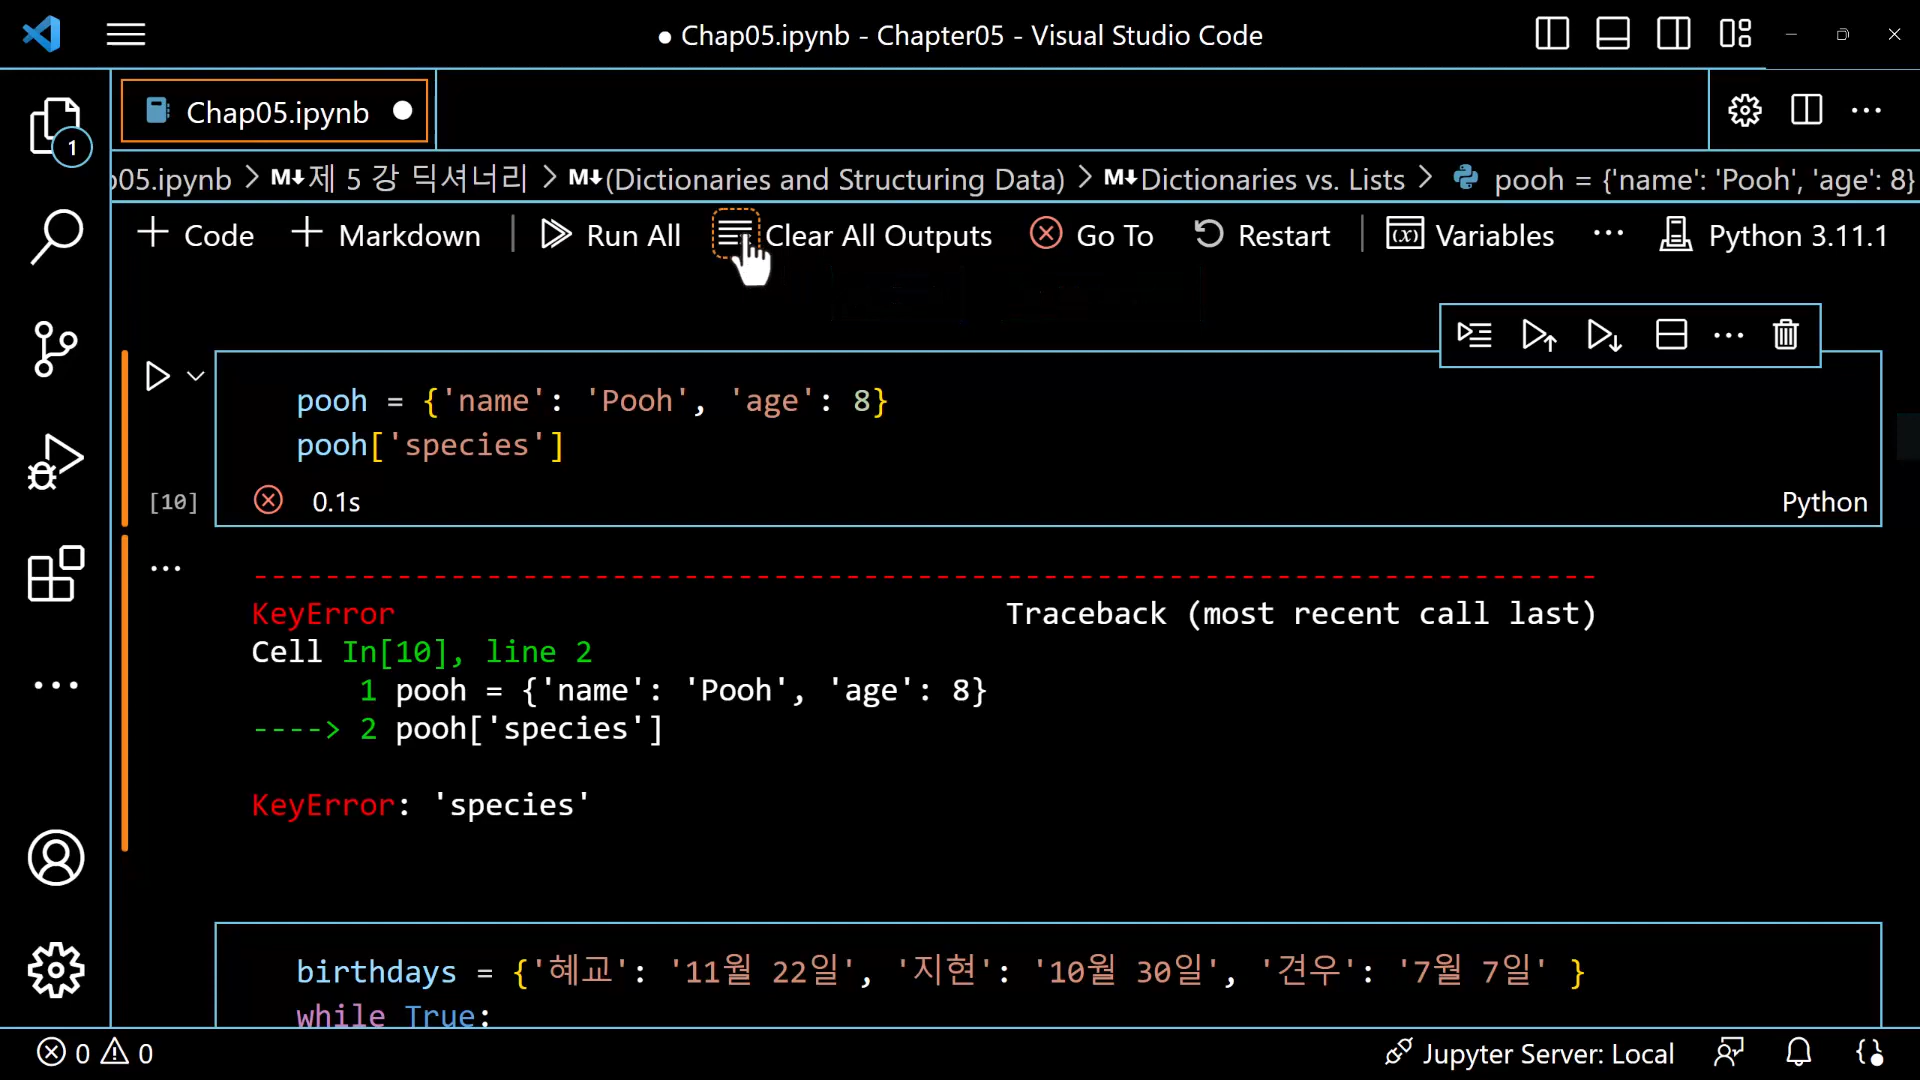 ● Chap05.ipynb - Chapter05 - Visual Studio Code
Chap05.ipynb ●
1
05.ipynb > M↓제 5 강 딕셔너리 > M↓(Dictionaries and Structuring Data) > M↓Dictionaries vs. Lists > pooh = {'name': 'Pooh', 'age': 8}
+ Code + Markdown | Run All Clear All Outputs Go To Restart | Variables ··· Python 3.11.1
pooh = {'name': 'Pooh', 'age': 8}
pooh['species']
[10] 0.1s Python
---------------------------------------------------------------------------
KeyError Traceback (most recent call last)
Cell In[10], line 2
1 pooh = {'name': 'Pooh', 'age': 8}
----> 2 pooh['species']
KeyError: 'species'
birthdays = {'혜교': '11월 22일', '지현': '10월 30일', '견우': '7월 7일' }
while True:
0 0 Jupyter Server: Local